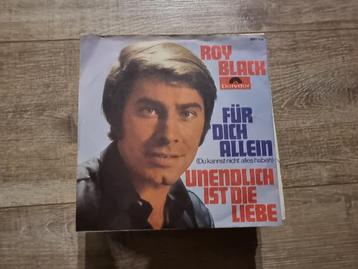 ROY
BLACK
Polydor
FÜR
DICH
ALLEIN
(Du kannst nicht alles haben)
UNENDLICH
IST DIE
LIEBE